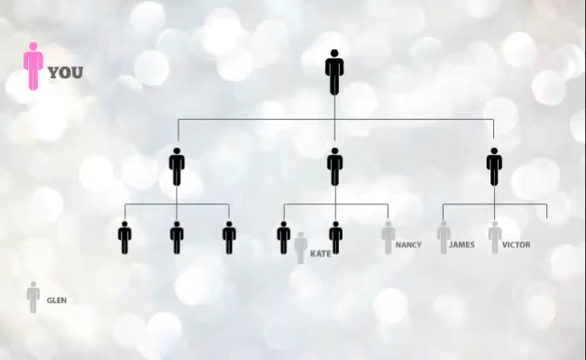 YOU
KATE
NANCY
JAMES
VICTOR
GLEN